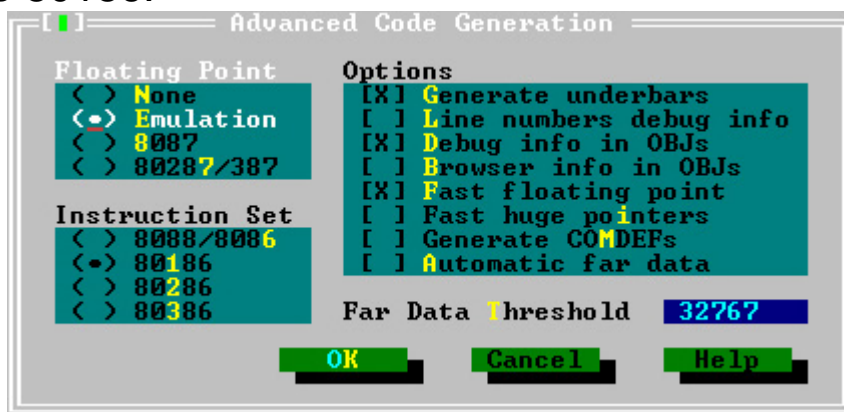 Advanced Code Generation
Floating Point
( ) None
(•) Emulation
( ) 8087
( ) 80287/387
Instruction Set
( ) 8088/8086
(•) 80186
( ) 80286
( ) 80386
Options
[X] Generate underbars
[ ] Line numbers debug info
[X] Debug info in OBJs
[ ] Browser info in OBJs
[X] Fast floating point
[ ] Fast huge pointers
[ ] Generate COMDEFs
[ ] Automatic far data
Far Data Threshold 32767
OK Cancel Help